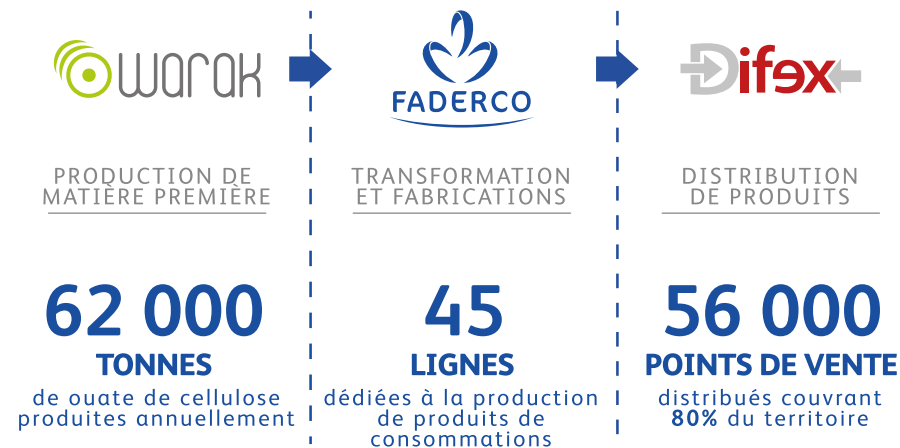 warak
PRODUCTION DE
MATIÈRE PREMIÈRE
62 000
TONNES
de ouate de cellulose
produites annuellement
FADERCO
TRANSFORMATION
ET FABRICATIONS
45
LIGNES
dédiées à la production
de produits de
consommations
Difex
DISTRIBUTION
DE PRODUITS
56 000
POINTS DE VENTE
distribués couvrant
80% du territoire